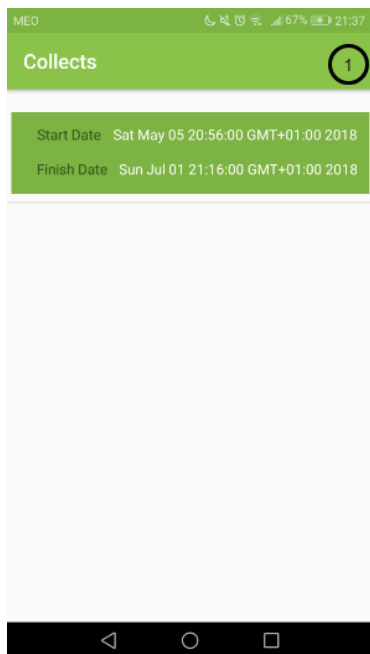 MEO 67% 21:37
Collects
1
Start Date Sat May 05 20:56:00 GMT+01:00 2018
Finish Date Sun Jul 01 21:16:00 GMT+01:00 2018